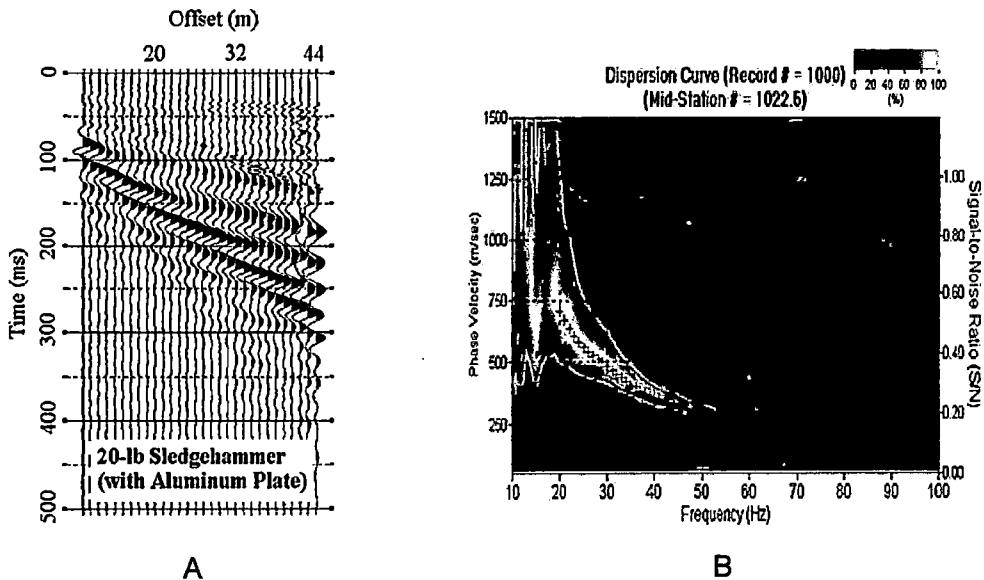 Offset (m)
20 32 44
0
100
200
300
400
500
Time (ms)
20-lb Sledgehammer
(with Aluminum Plate)
A
Dispersion Curve (Record # = 1000)
(Mid-Station # = 1022.6)
0 20 40 60 80 100
(%)
1500
1250
1000
750
500
250
Phase Velocity (m/sec)
1.00
0.80
0.60
0.40
0.20
0.00
Signal-to-Noise Ratio (S/N)
10 20 30 40 50 60 70 80 90 100
Frequency (Hz)
B